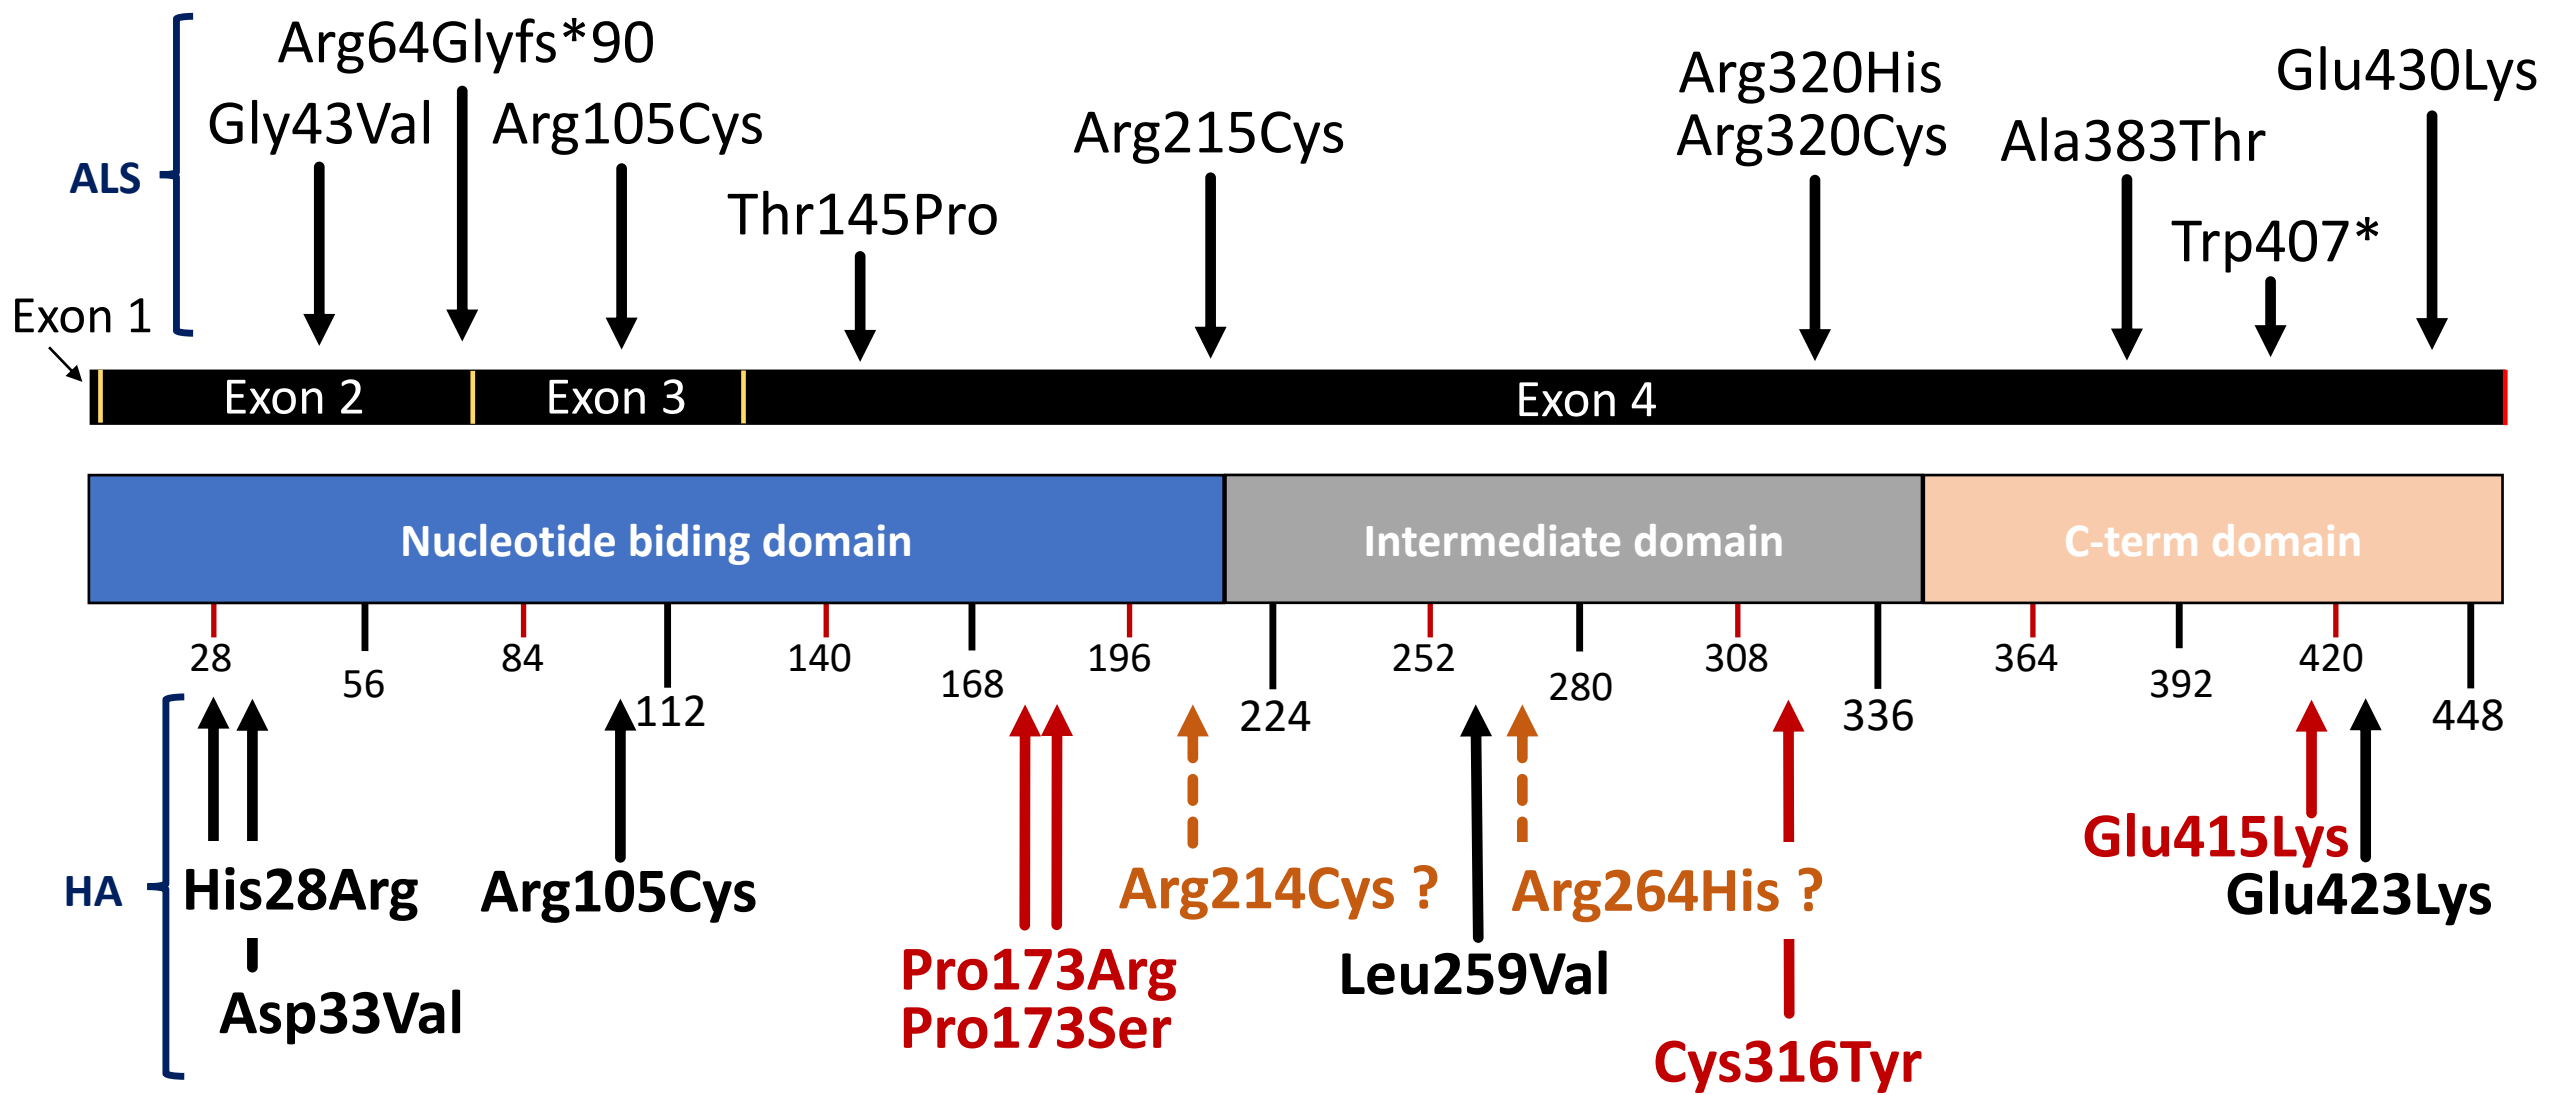 Arg64Glyfs*90
Gly43Val
Arg105Cys
Thr145Pro
Arg215Cys
Arg320His
Arg320Cys
Ala383Thr
Trp407*
Glu430Lys
ALS
Exon 1
Exon 2
Exon 3
Exon 4
Nucleotide biding domain
Intermediate domain
C-term domain
28
56
84
112
140
168
196
224
252
280
308
336
364
392
420
448
HA
His28Arg
Asp33Val
Arg105Cys
Pro173Arg
Pro173Ser
Arg214Cys ?
Leu259Val
Arg264His ?
Cys316Tyr
Glu415Lys
Glu423Lys